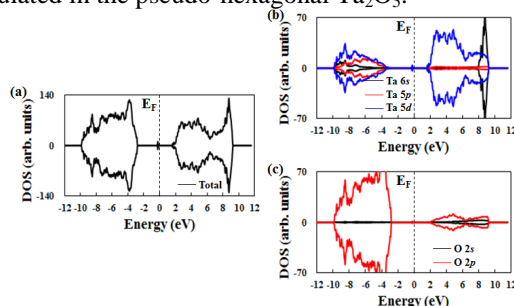 ulated in the pseudo-hexagonal Ta₂O₅.
(a)
DOS (arb. units)
140
0
-140
E_F
Total
-12 -10 -8 -6 -4 -2 0 2 4 6 8 10 12
Energy (eV)
(b)
DOS (arb. units)
70
0
-70
E_F
Ta 6s
Ta 5p
Ta 5d
-12 -10 -8 -6 -4 -2 0 2 4 6 8 10 12
Energy (eV)
(c)
DOS (arb. units)
70
0
-70
E_F
O 2s
O 2p
-12 -10 -8 -6 -4 -2 0 2 4 6 8 10 12
Energy (eV)